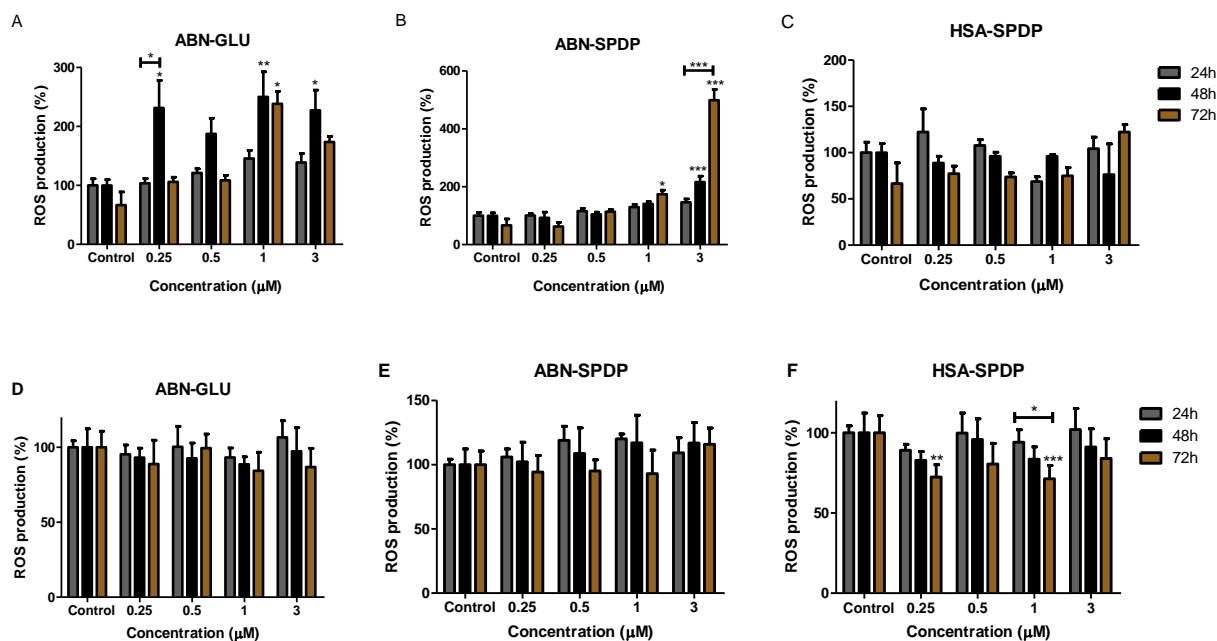 A
ABN-GLU
ROS production (%)
300
200
100
0
*
*
**
*
*
Control 0.25 0.5 1 3
Concentration (µM)
B
ABN-SPDP
ROS production (%)
600
400
200
0
*
***
***
***
Control 0.25 0.5 1 3
Concentration (µM)
C
HSA-SPDP
ROS production (%)
200
150
100
50
0
Control 0.25 0.5 1 3
Concentration (µM)
24h
48h
72h
D
ABN-GLU
ROS production (%)
150
100
50
0
Control 0.25 0.5 1 3
Concentration (µM)
E
ABN-SPDP
ROS production (%)
150
100
50
0
Control 0.25 0.5 1 3
Concentration (µM)
F
HSA-SPDP
ROS production (%)
150
100
50
0
**
*
***
Control 0.25 0.5 1 3
Concentration (µM)
24h
48h
72h